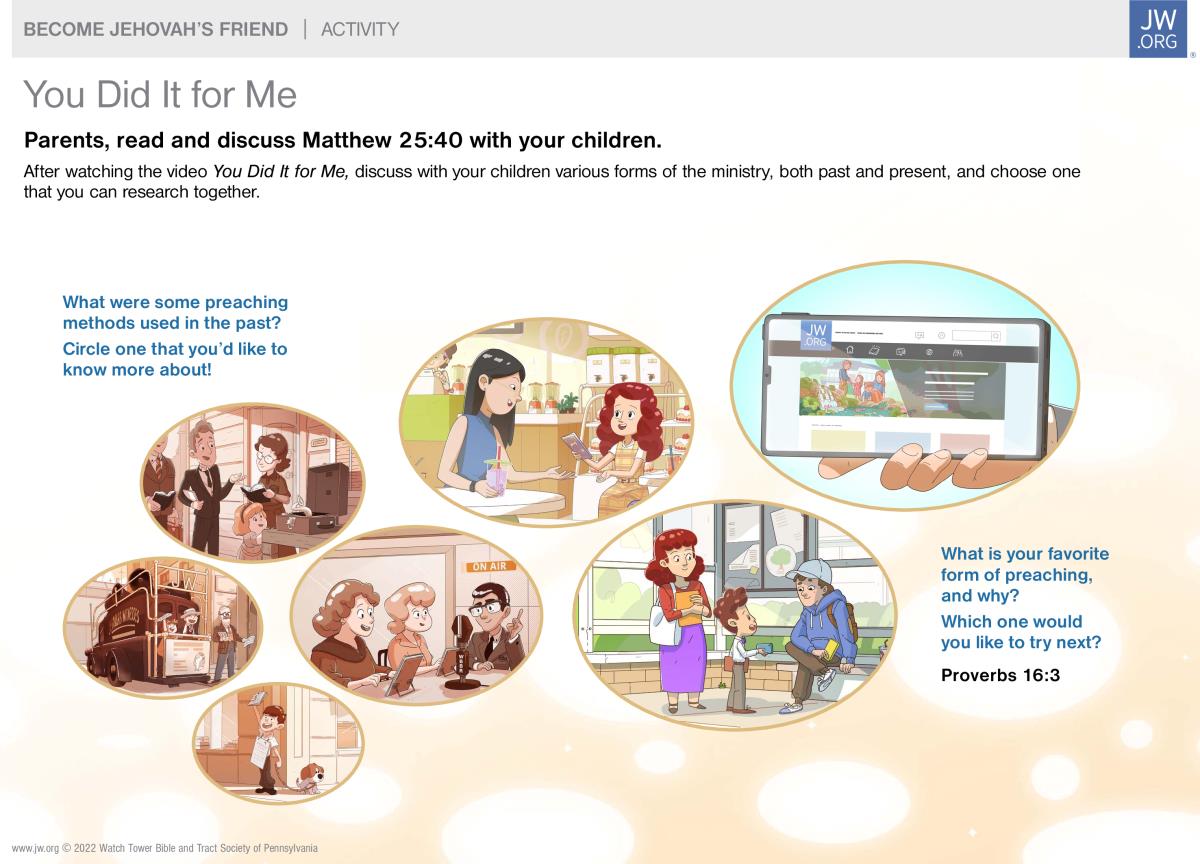 BECOME JEHOVAH'S FRIEND | ACTIVITY
JW
.ORG
®
You Did It for Me
Parents, read and discuss Matthew 25:40 with your children.
After watching the video You Did It for Me, discuss with your children various forms of the ministry, both past and present, and choose one
that you can research together.
What were some preaching
methods used in the past?
Circle one that you'd like to
know more about!
JW
.ORG
ON AIR
JW
What is your favorite
form of preaching,
and why?
Which one would
you like to try next?
Proverbs 16:3
www.jw.org © 2022 Watch Tower Bible and Tract Society of Pennsylvania